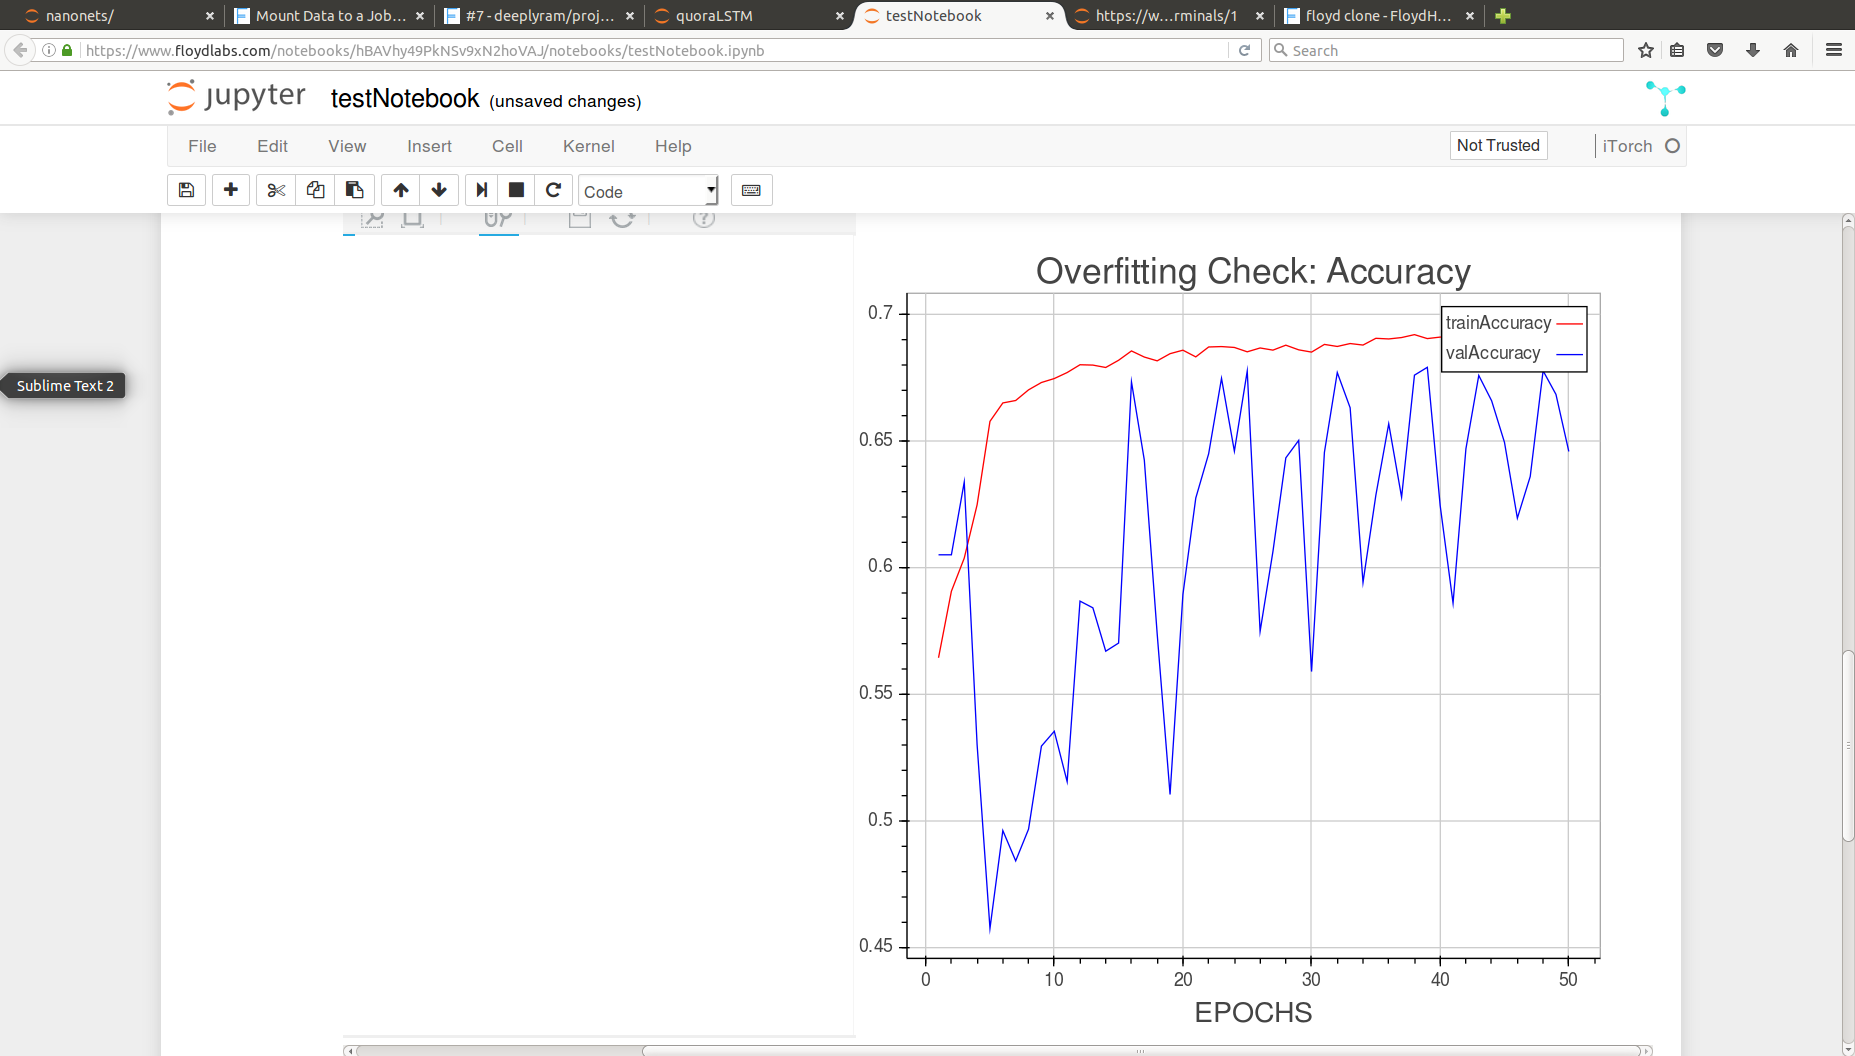 nanonets/
Mount Data to a Job...
#7 - deeplyram/proj...
quoraLSTM
testNotebook
https://w...rminals/1
floyd clone - FloydH...
https://www.floydlabs.com/notebooks/hBAVhy49PkNSv9xN2hoVAJ/notebooks/testNotebook.ipynb
Search
jupyter testNotebook (unsaved changes)
File Edit View Insert Cell Kernel Help
Not Trusted
iTorch
Code
Sublime Text 2
Overfitting Check: Accuracy
trainAccuracy
valAccuracy
0.7
0.65
0.6
0.55
0.5
0.45
0 10 20 30 40 50
EPOCHS